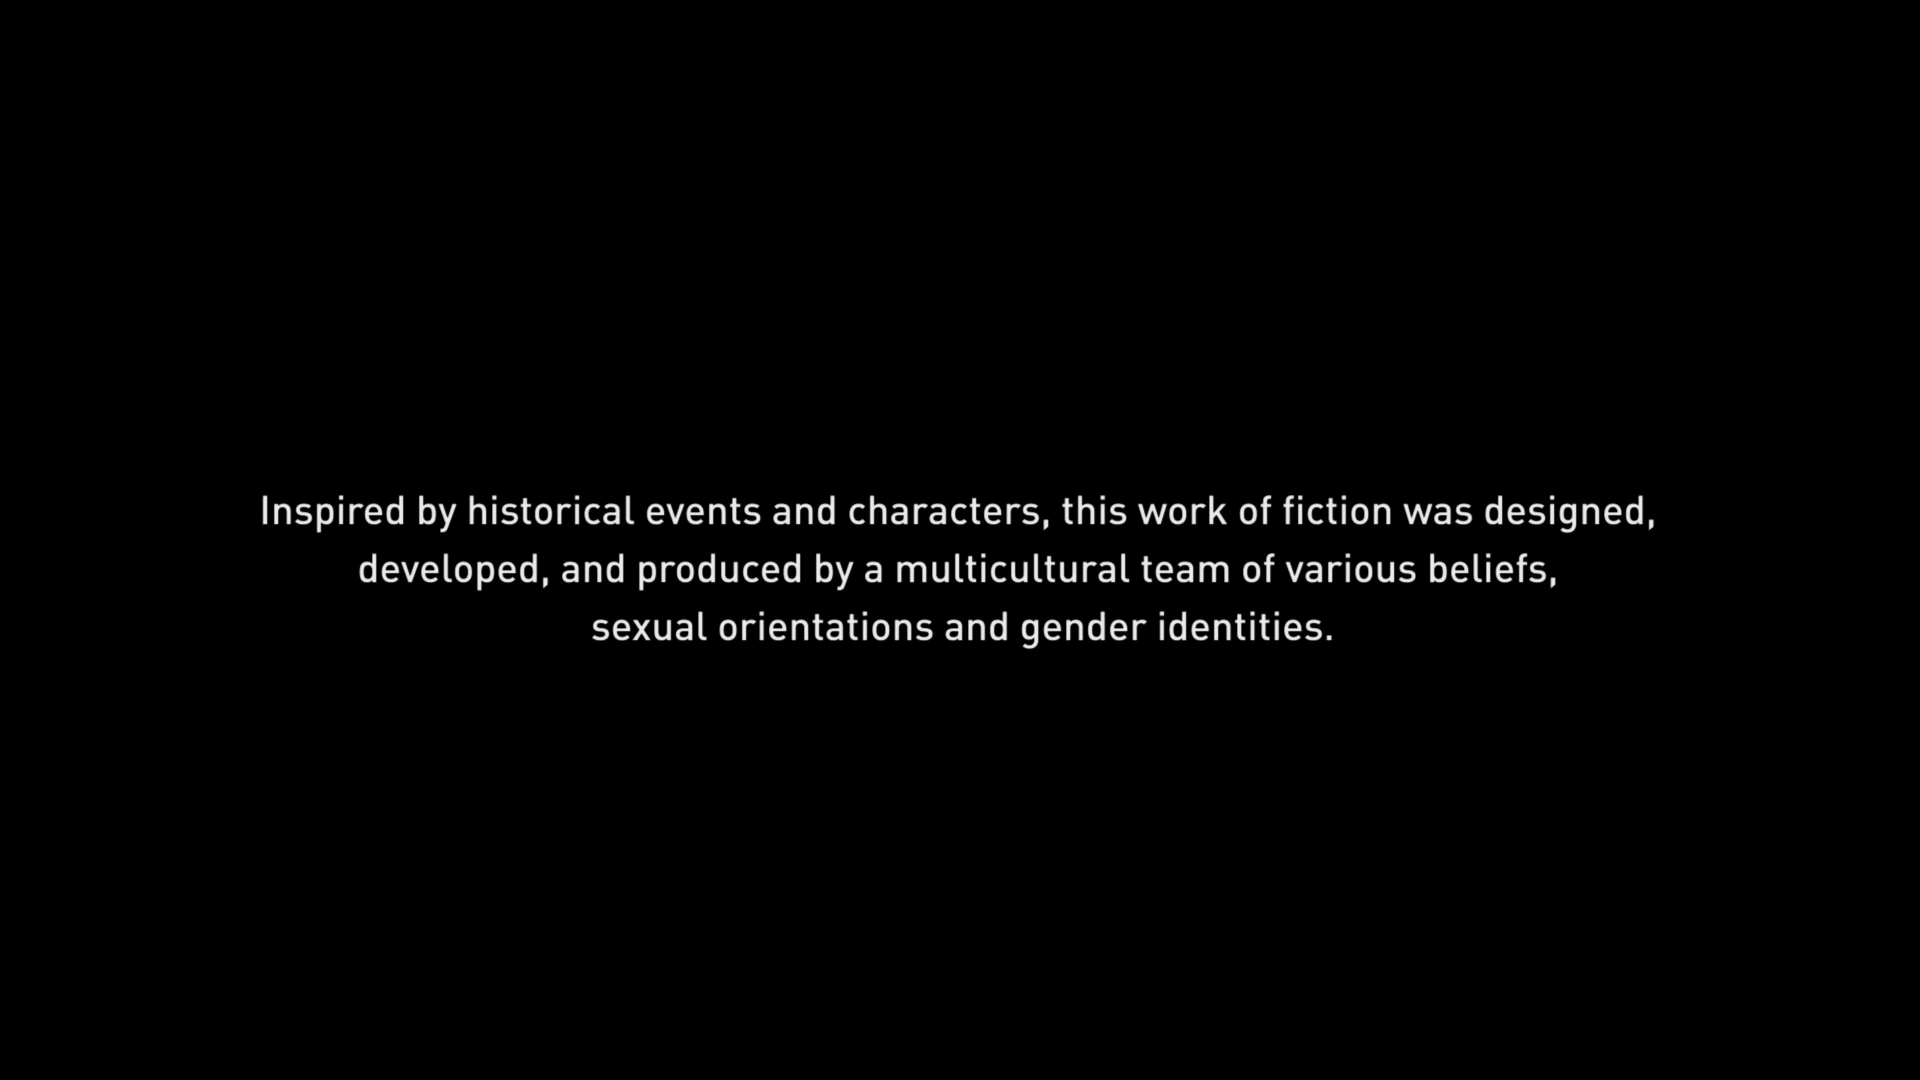 Inspired by historical events and characters, this work of fiction was designed,
developed, and produced by a multicultural team of various beliefs,
sexual orientations and gender identities.